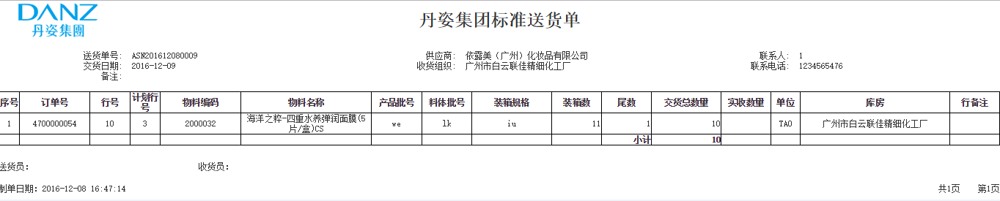 DANZ
丹姿集團
丹姿集团标准送货单
送货单号: ASN201612080009 供应商: 依露美（广州）化妆品有限公司 联系人: 1
交货日期: 2016-12-09 收货组织: 广州市白云联佳精细化工厂 联系电话: 1234565476
备注:
序号 订单号 行号 计划行号 物料编码 物料名称 产品批号 料体批号 装箱规格 装箱数 尾数 交货总数量 实收数量 单位 库房 行备注
1 4700000054 10 3 2000032 海洋之粹-四重水养弹润面膜(5片/盒)CS we lk iu 11 1 10 TAO 广州市白云联佳精细化工厂
小计 10
送货员: 收货员:
制单日期: 2016-12-08 16:47:14 共1页 第1页